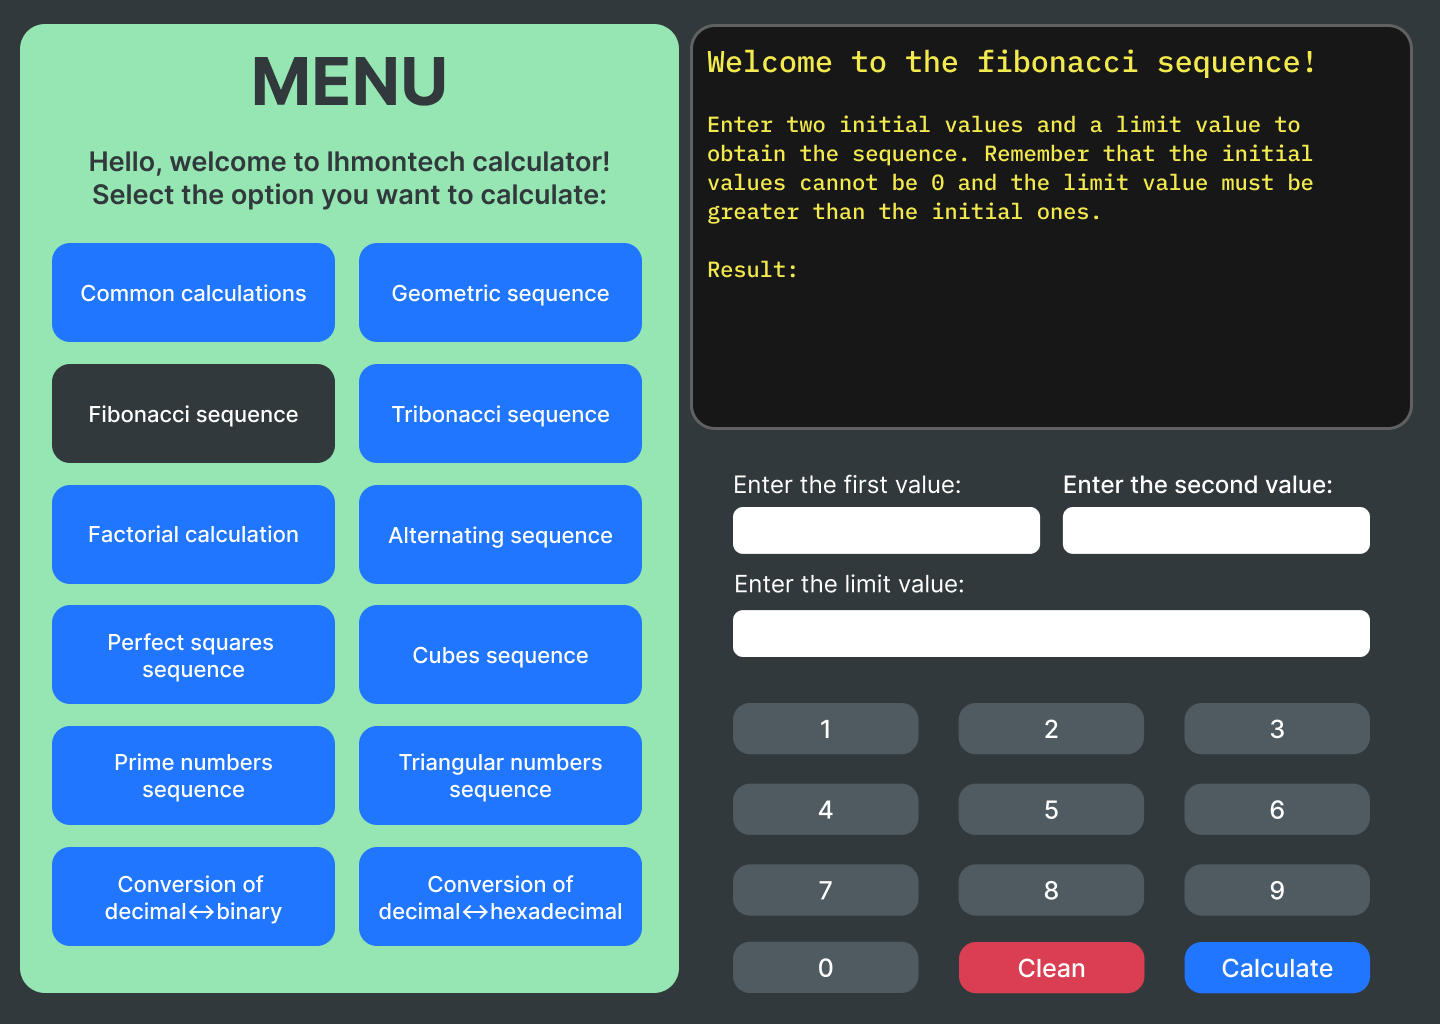 MENU
Hello, welcome to lhmontech calculator!
Select the option you want to calculate:
Common calculations
Geometric sequence
Fibonacci sequence
Tribonacci sequence
Factorial calculation
Alternating sequence
Perfect squares
sequence
Cubes sequence
Prime numbers
sequence
Triangular numbers
sequence
Conversion of
decimal↔binary
Conversion of
decimal↔hexadecimal
Welcome to the fibonacci sequence!
Enter two initial values and a limit value to
obtain the sequence. Remember that the initial
values cannot be 0 and the limit value must be
greater than the initial ones.
Result:
Enter the first value:
Enter the second value:
Enter the limit value:
1
2
3
4
5
6
7
8
9
0
Clean
Calculate